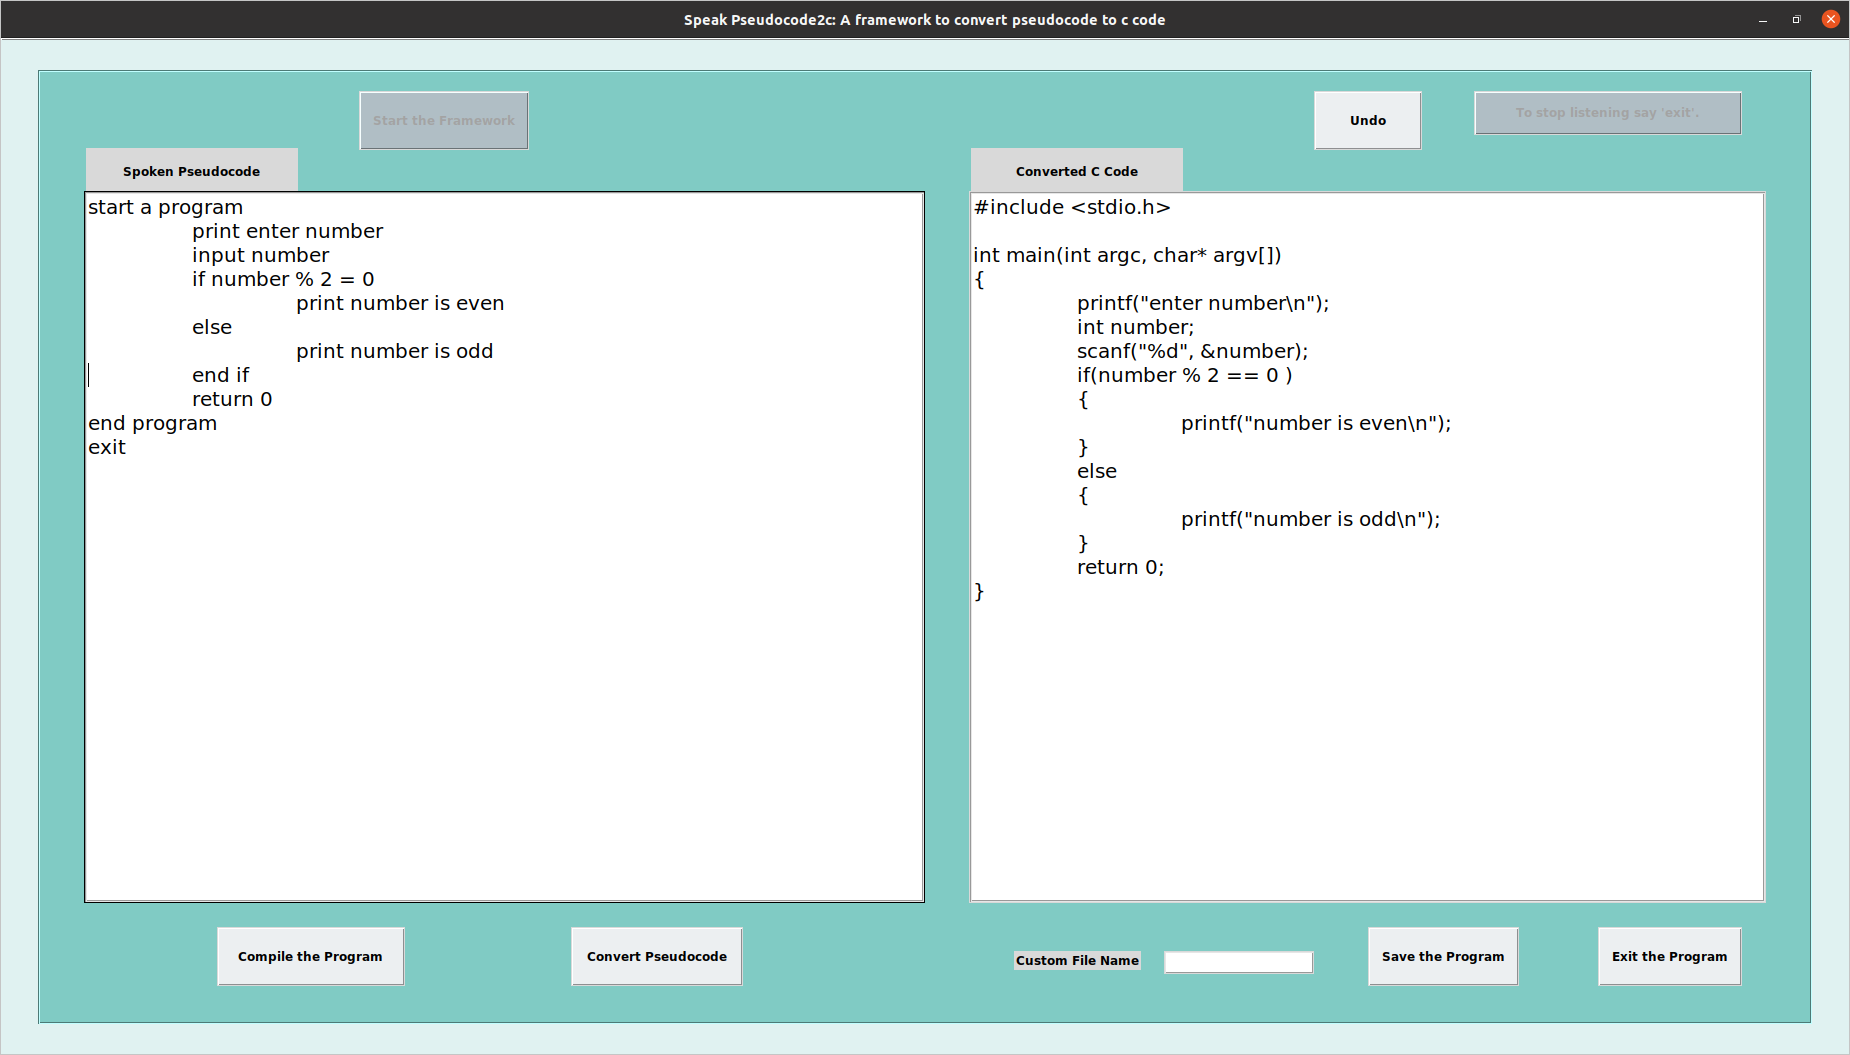 Speak Pseudocode2c: A framework to convert pseudocode to c code
Start the Framework
Undo
To stop listening say 'exit'.
Spoken Pseudocode
start a program
print enter number
input number
if number % 2 = 0
print number is even
else
print number is odd
end if
return 0
end program
exit
Converted C Code
#include <stdio.h>
int main(int argc, char* argv[])
{
printf("enter number\n");
int number;
scanf("%d", &number);
if(number % 2 == 0 )
{
printf("number is even\n");
}
else
{
printf("number is odd\n");
}
return 0;
}
Compile the Program
Convert Pseudocode
Custom File Name
Save the Program
Exit the Program